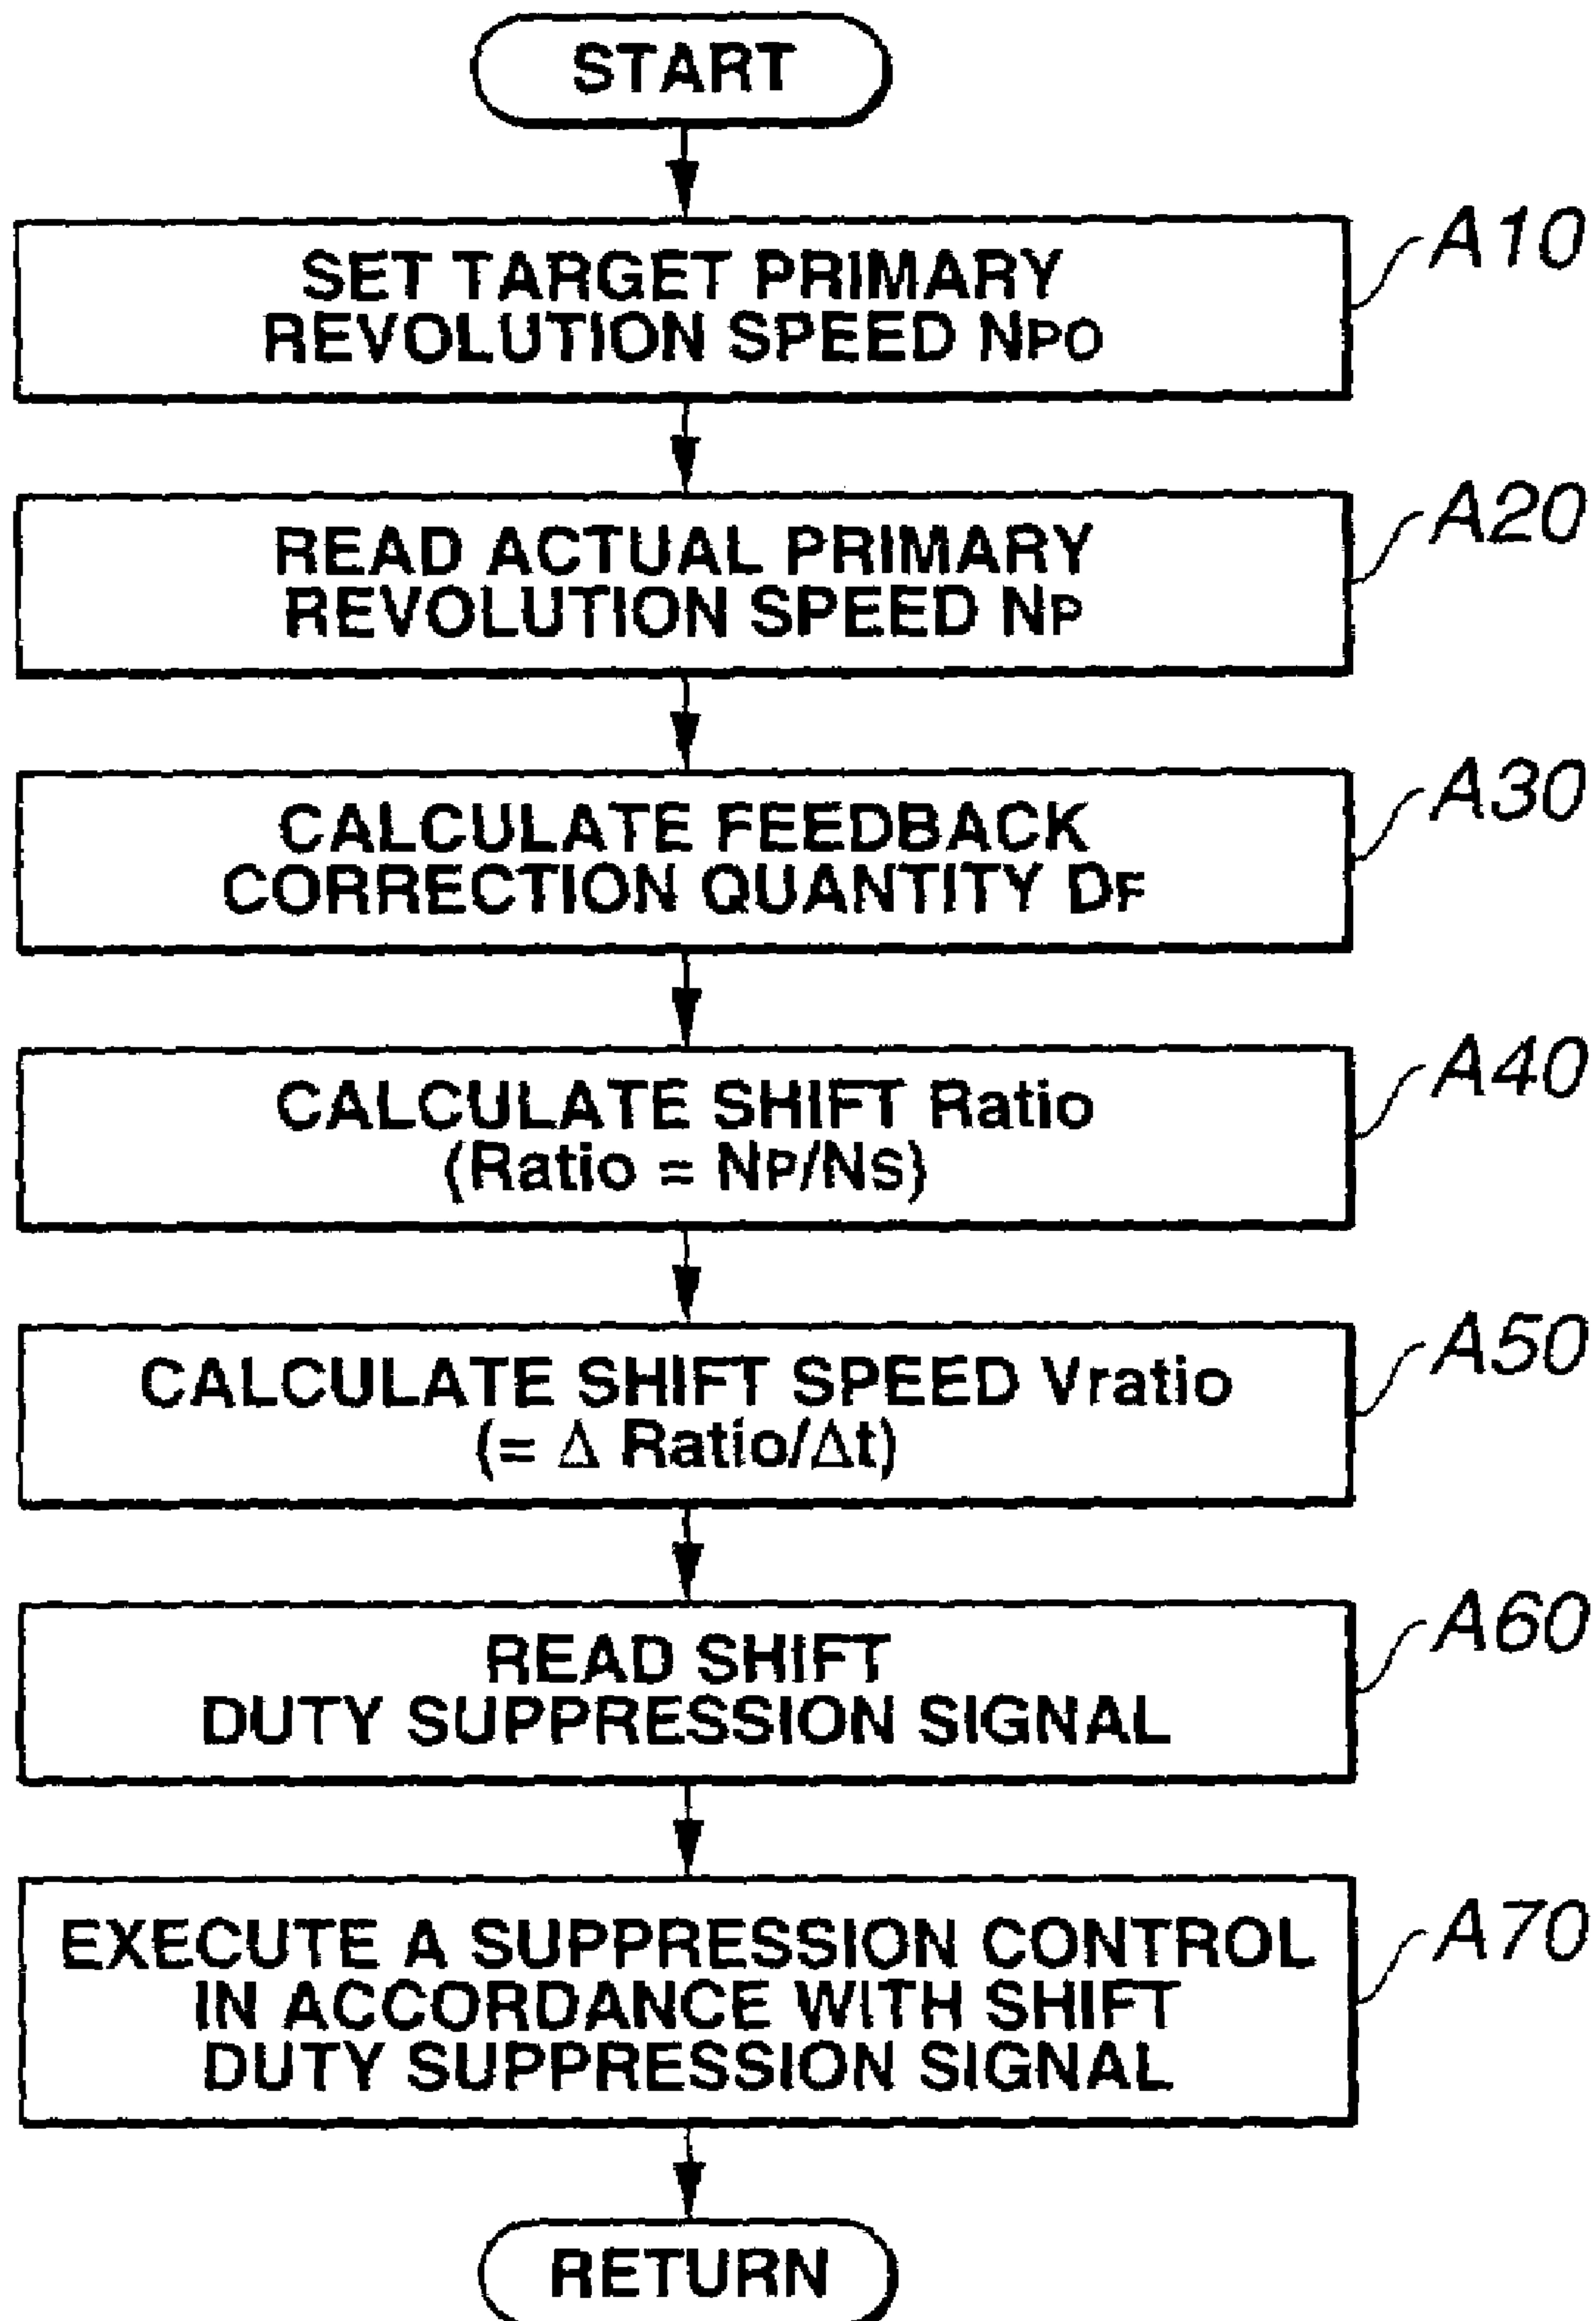 START
A10
SET TARGET PRIMARY
REVOLUTION SPEED NPO
A20
READ ACTUAL PRIMARY
REVOLUTION SPEED NP
A30
CALCULATE FEEDBACK
CORRECTION QUANTITY DF
A40
CALCULATE SHIFT Ratio
(Ratio = NP/NS)
A50
CALCULATE SHIFT SPEED Vratio
(= Δ Ratio/Δt)
A60
READ SHIFT
DUTY SUPPRESSION SIGNAL
A70
EXECUTE A SUPPRESSION CONTROL
IN ACCORDANCE WITH SHIFT
DUTY SUPPRESSION SIGNAL
RETURN